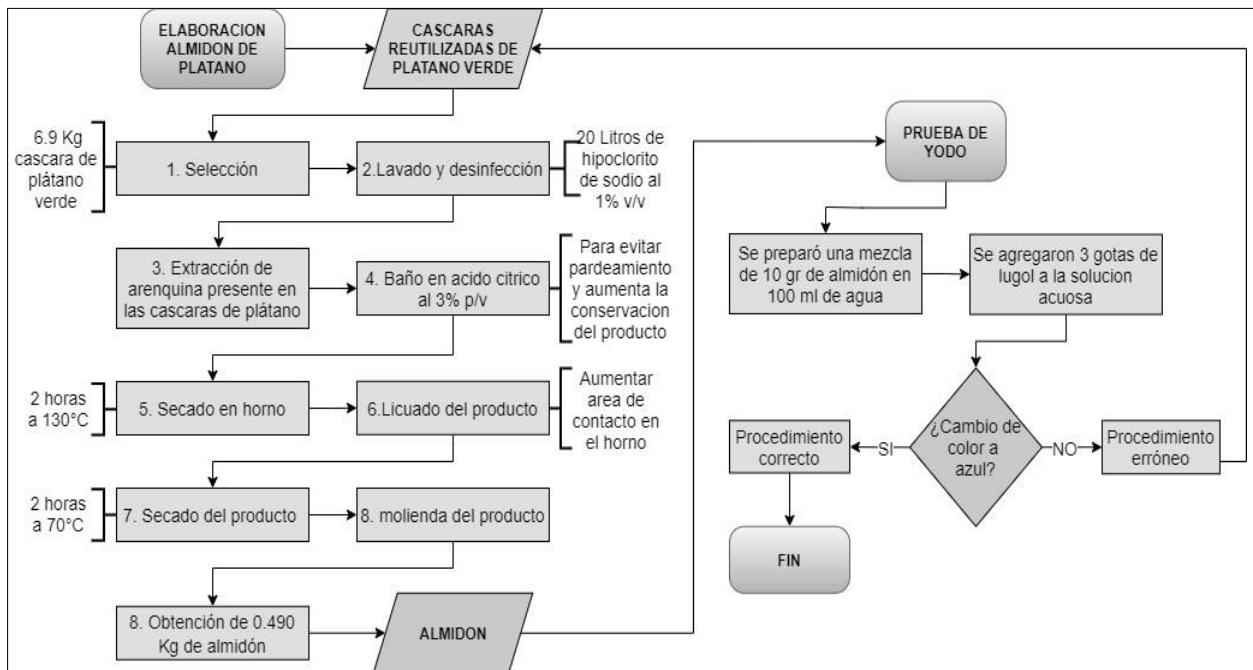 ELABORACION
ALMIDON DE
PLATANO
CASCARAS
REUTILIZADAS DE
PLATANO VERDE
6.9 Kg
cascara de
plátano
verde
1. Selección
2.Lavado y desinfección
20 Litros de
hipoclorito
de sodio al
1% v/v
3. Extracción de
arenquina presente en
las cascaras de plátano
4. Baño en acido citrico
al 3% p/v
Para evitar
pardeamiento
y aumenta la
conservacion
del producto
2 horas
a 130°C
5. Secado en horno
6.Licuado del producto
Aumentar
area de
contacto en
el horno
2 horas
a 70°C
7. Secado del producto
8. molienda del producto
8. Obtención de 0.490
Kg de almidón
ALMIDON
PRUEBA DE
YODO
Se preparó una mezcla
de 10 gr de almidón en
100 ml de agua
Se agregaron 3 gotas de
lugol a la solucion
acuosa
¿Cambio de
color a
azul?
SI
Procedimiento
correcto
NO
Procedimiento
erróneo
FIN